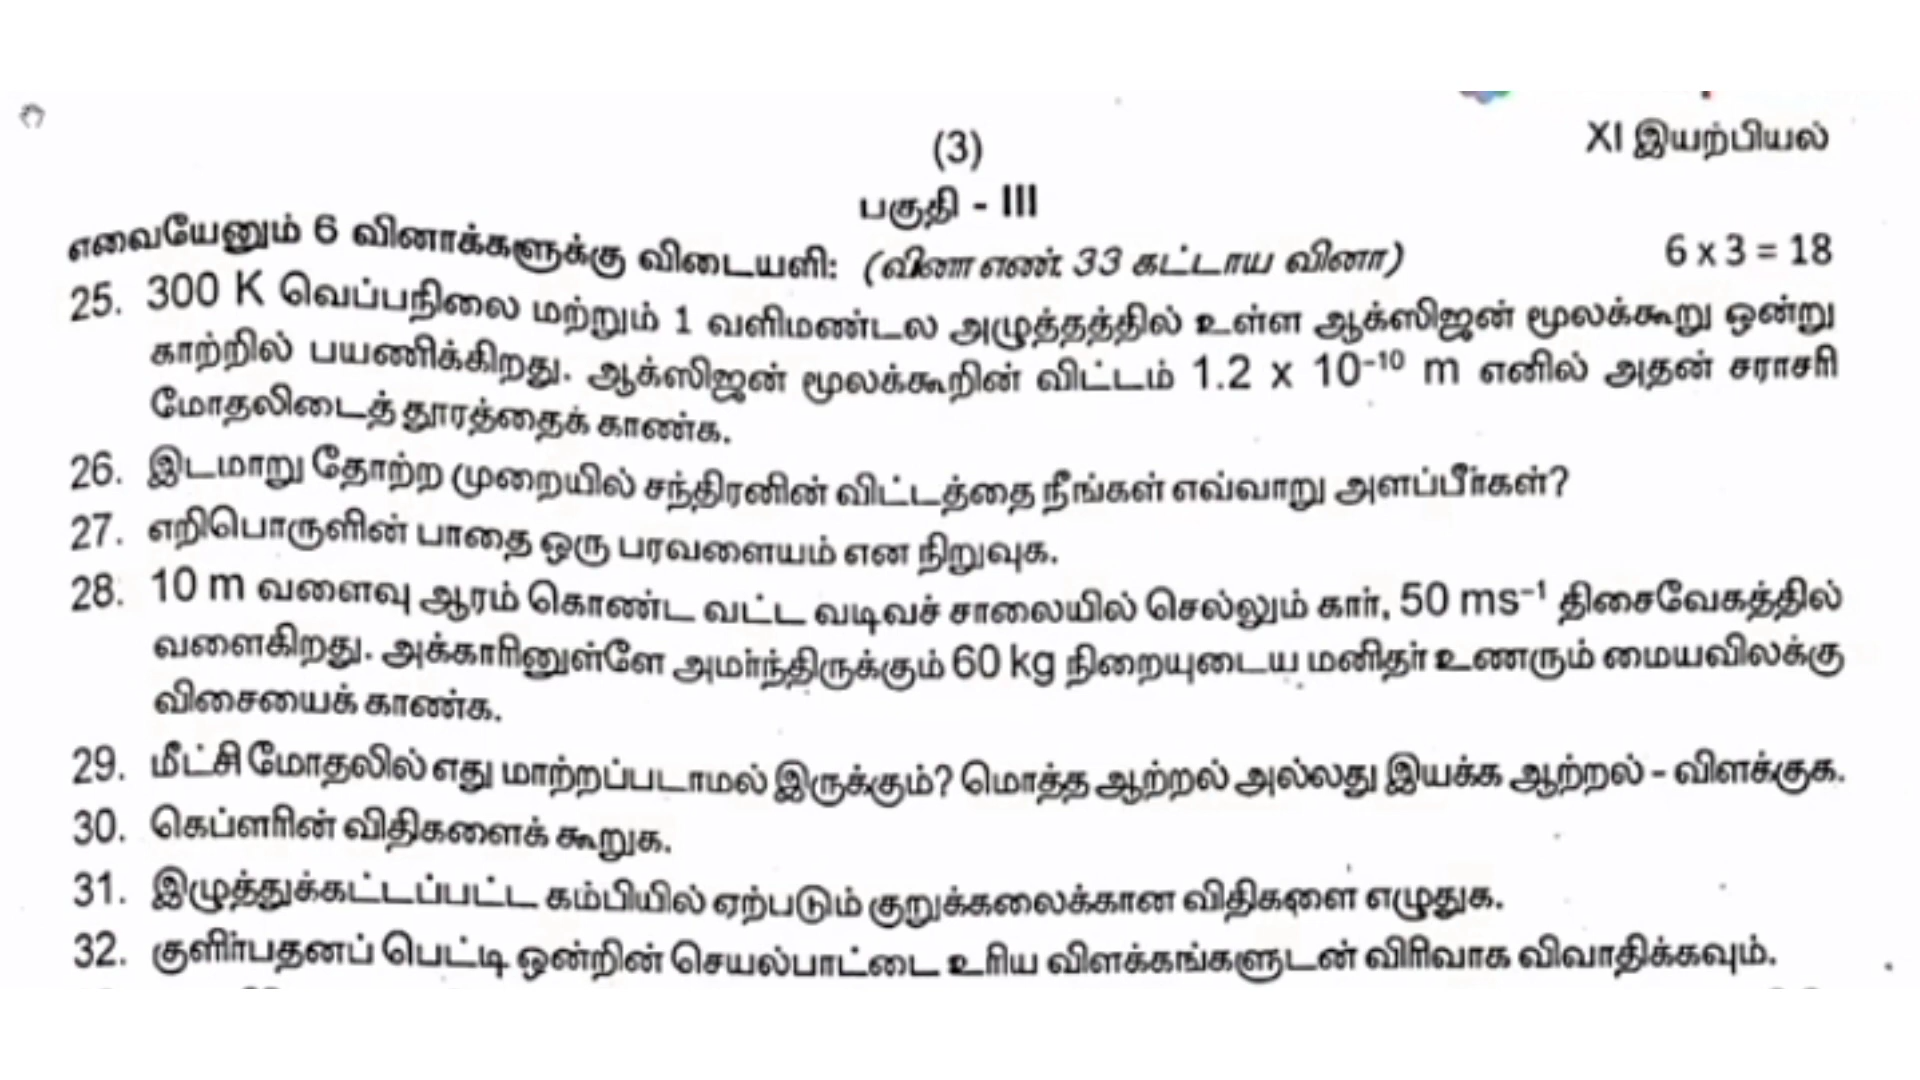 XI இயற்பியல்
(3)
பகுதி - III
எவையேனும் 6 வினாக்களுக்கு விடையளி: (வினா எண். 33 கட்டாய வினா) 6 x 3 = 18
25. 300 K வெப்பநிலை மற்றும் 1 வளிமண்டல அழுத்தத்தில் உள்ள ஆக்ஸிஜன் மூலக்கூறு ஒன்று
காற்றில் பயணிக்கிறது. ஆக்ஸிஜன் மூலக்கூறின் விட்டம் 1.2 x 10⁻¹⁰ m எனில் அதன் சராசரி
மோதலிடைத் தூரத்தைக் காண்க.
26. இடமாறு தோற்ற முறையில் சந்திரனின் விட்டத்தை நீங்கள் எவ்வாறு அளப்பீர்கள்?
27. எறிபொருளின் பாதை ஒரு பரவளையம் என நிறுவுக.
28. 10 m வளைவு ஆரம் கொண்ட வட்ட வடிவச் சாலையில் செல்லும் கார், 50 ms⁻¹ திசைவேகத்தில்
வளைகிறது. அக்காரினுள்ளே அமர்ந்திருக்கும் 60 kg நிறையுடைய மனிதர் உணரும் மையவிலக்கு
விசையைக் காண்க.
29. மீட்சி மோதலில் எது மாற்றப்படாமல் இருக்கும்? மொத்த ஆற்றல் அல்லது இயக்க ஆற்றல் - விளக்குக.
30. கெப்ளரின் விதிகளைக் கூறுக.
31. இழுத்துக்கட்டப்பட்ட கம்பியில் ஏற்படும் குறுக்கலைக்கான விதிகளை எழுதுக.
32. குளிர்பதனப் பெட்டி ஒன்றின் செயல்பாட்டை உரிய விளக்கங்களுடன் விரிவாக விவாதிக்கவும்.